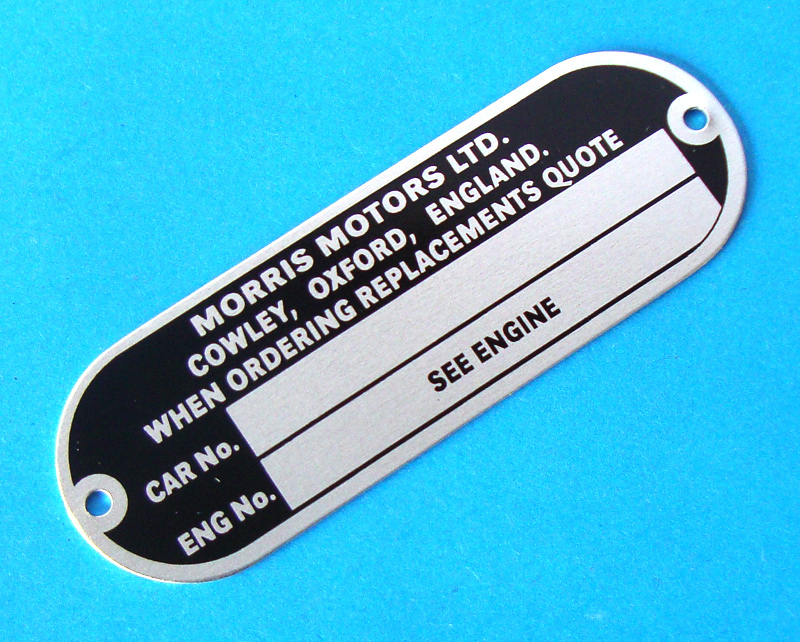 MORRIS MOTORS LTD.
COWLEY, OXFORD, ENGLAND.
WHEN ORDERING REPLACEMENTS QUOTE
CAR No.
ENG No. SEE ENGINE